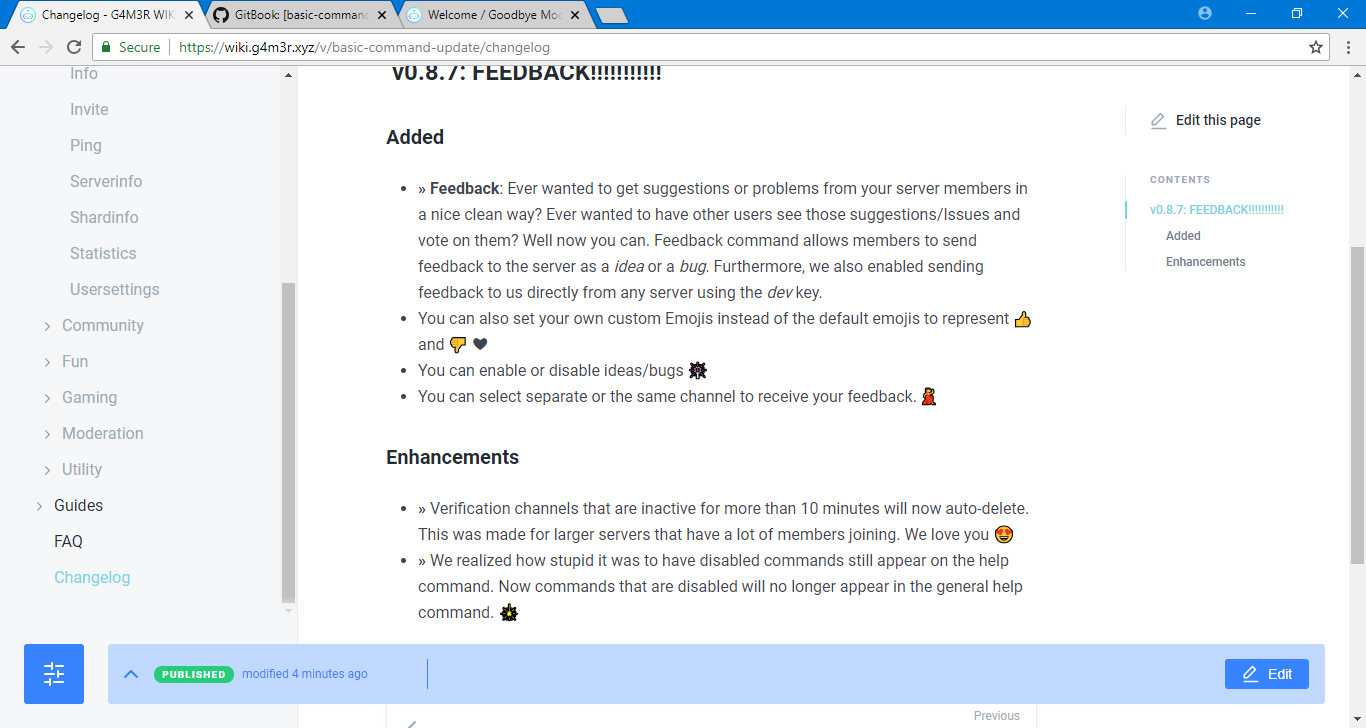 Changelog - G4M3R WIK
GitBook: [basic-command
Welcome / Goodbye Moc
Secure
https://wiki.g4m3r.xyz/v/basic-command-update/changelog
Info
Invite
Ping
Serverinfo
Shardinfo
Statistics
Usersettings
Community
Fun
Gaming
Moderation
Utility
Guides
FAQ
Changelog
v0.8.7: FEEDBACK!!!!!!!!!!!
Added
• » Feedback: Ever wanted to get suggestions or problems from your server members in
a nice clean way? Ever wanted to have other users see those suggestions/Issues and
vote on them? Well now you can. Feedback command allows members to send
feedback to the server as a idea or a bug. Furthermore, we also enabled sending
feedback to us directly from any server using the dev key.
• You can also set your own custom Emojis instead of the default emojis to represent 👍
and 👎 🖤
• You can enable or disable ideas/bugs
• You can select separate or the same channel to receive your feedback.
Enhancements
• » Verification channels that are inactive for more than 10 minutes will now auto-delete.
This was made for larger servers that have a lot of members joining. We love you 😍
• » We realized how stupid it was to have disabled commands still appear on the help
command. Now commands that are disabled will no longer appear in the general help
command.
Edit this page
CONTENTS
v0.8.7: FEEDBACK!!!!!!!!!!!
Added
Enhancements
PUBLISHED
modified 4 minutes ago
Edit
Previous